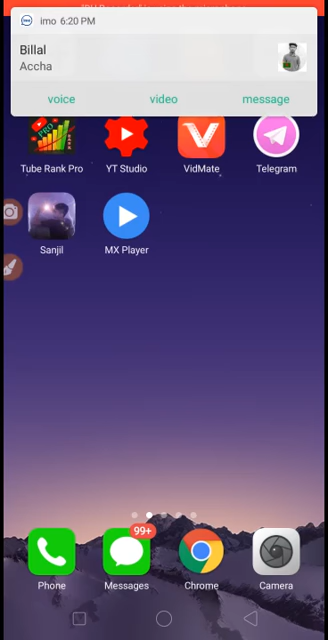 imo 6:20 PM
Billal
Accha
voice video message
Tube Rank Pro YT Studio VidMate Telegram
Sanjil MX Player
99+
Phone Messages Chrome Camera